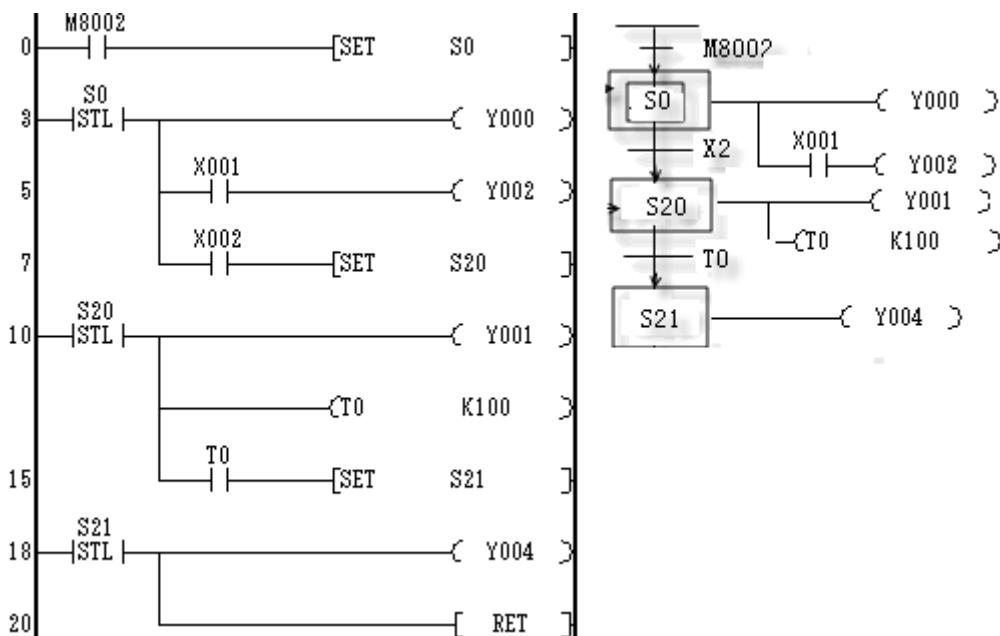 M8002
0 SET S0
S0
3 STL Y000
X001
5 Y002
X002
7 SET S20
S20
10 STL Y001
T0 K100
T0
15 SET S21
S21
18 STL Y004
20 RET
M8002
S0 Y000
X001
X2 Y002
S20 Y001
T0 K100
T0
S21 Y004